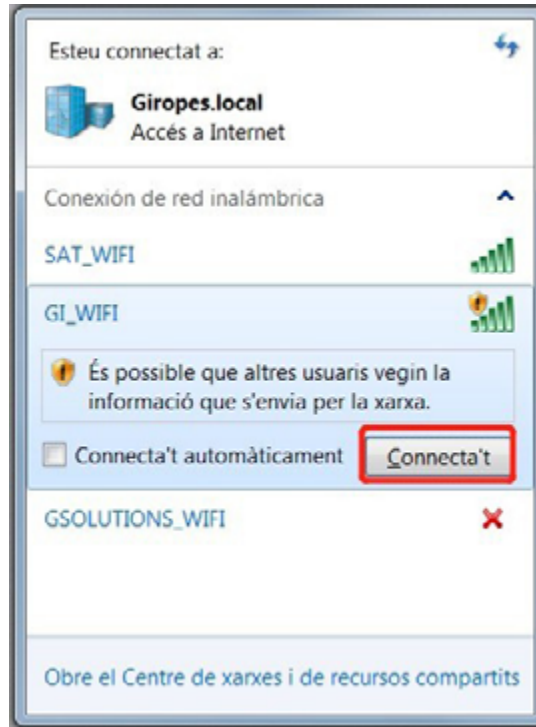 Esteu connectat a:
Giropes.local
Accés a Internet
Conexión de red inalámbrica
SAT_WIFI
GI_WIFI
És possible que altres usuaris vegin la
informació que s'envia per la xarxa.
Connecta't automàticament
Connecta't
GSOLUTIONS_WIFI
Obre el Centre de xarxes i de recursos compartits